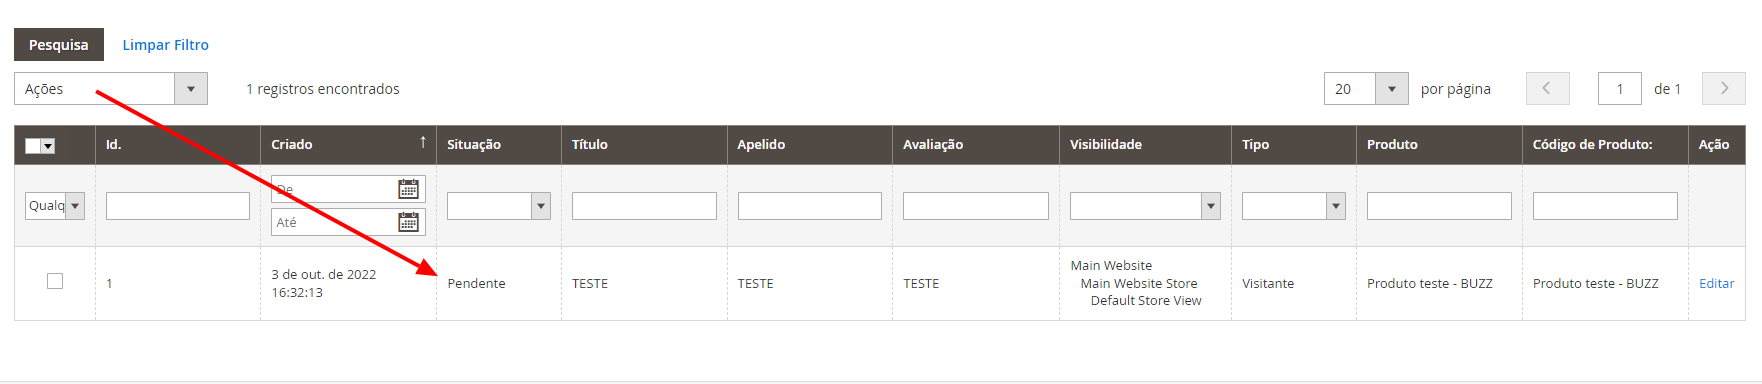 Pesquisa Limpar Filtro
Ações 1 registros encontrados 20 por página 1 de 1
Id. Criado ↑ Situação Título Apelido Avaliação Visibilidade Tipo Produto Código de Produto: Ação
De
Qualq
Até
Main Website
3 de out. de 2022
1 Pendente TESTE TESTE TESTE Main Website Store Visitante Produto teste - BUZZ Produto teste - BUZZ Editar
16:32:13
Default Store View